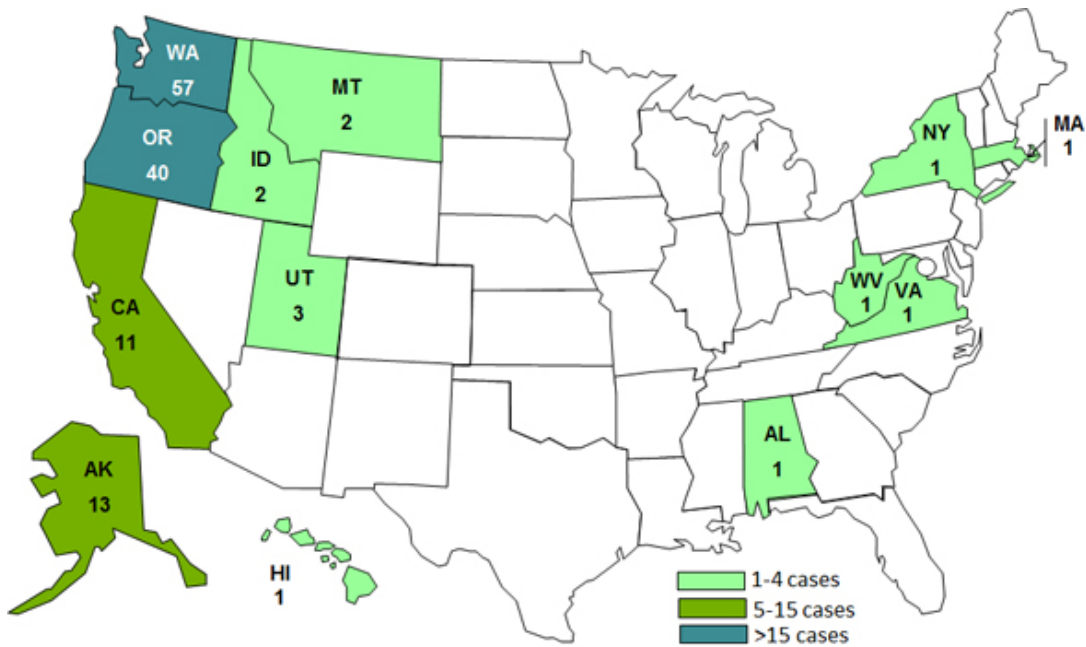 WA
57
MT
2
OR
40
ID
2
NY
1
MA
1
UT
3
CA
11
WV
1
VA
1
AL
1
AK
13
HI
1
1-4 cases
5-15 cases
>15 cases